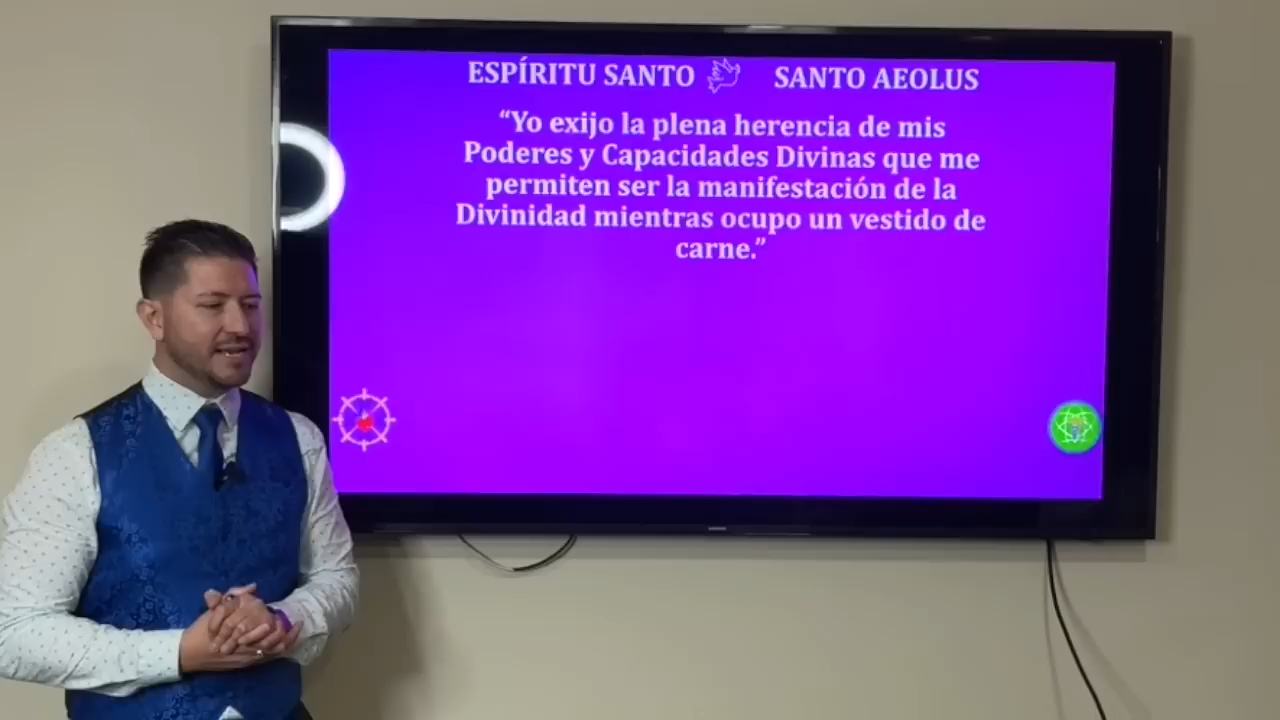 ESPÍRITU SANTO SANTO AEOLUS
“Yo exijo la plena herencia de mis
Poderes y Capacidades Divinas que me
permiten ser la manifestación de la
Divinidad mientras ocupo un vestido de
carne.”